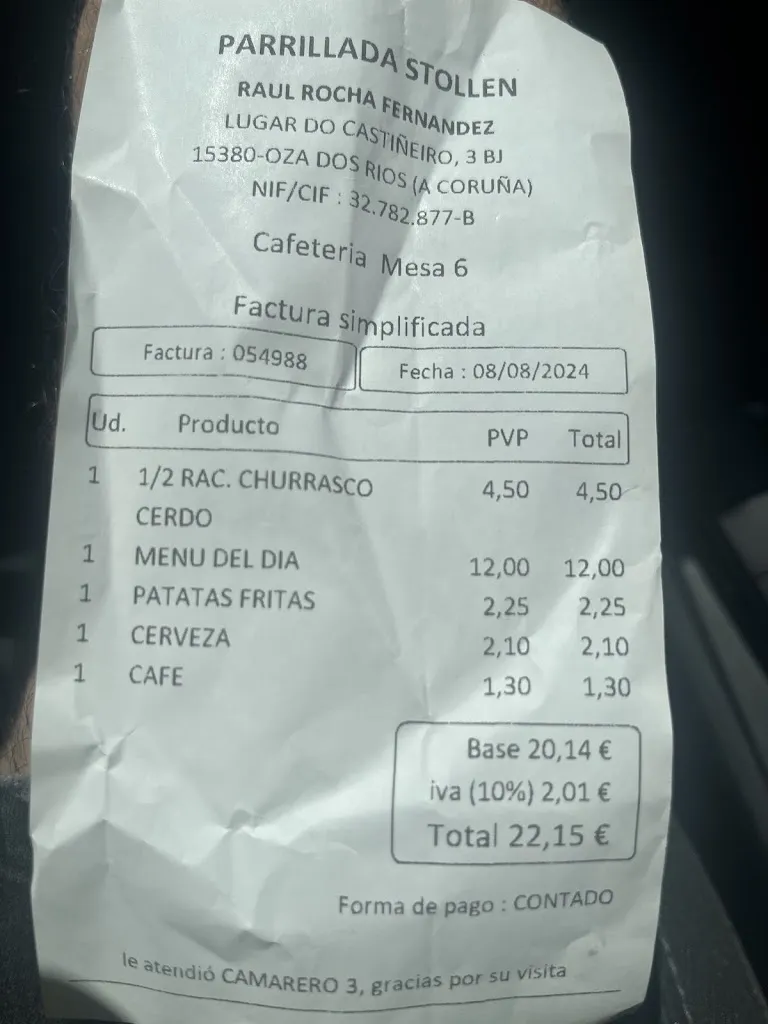 PARRILLADA STOLLEN
RAUL ROCHA FERNANDEZ
LUGAR DO CASTIÑEIRO, 3 BJ
15380-OZA DOS RIOS (A CORUÑA)
NIF/CIF : 32.782.877-B
Cafeteria Mesa 6
Factura simplificada
Factura : 054988 Fecha : 08/08/2024
Ud. Producto PVP Total
1 1/2 RAC. CHURRASCO 4,50 4,50
CERDO
1 MENU DEL DIA 12,00 12,00
1 PATATAS FRITAS 2,25 2,25
1 CERVEZA 2,10 2,10
1 CAFE 1,30 1,30
Base 20,14 €
iva (10%) 2,01 €
Total 22,15 €
Forma de pago : CONTADO
le atendió CAMARERO 3, gracias por su visita